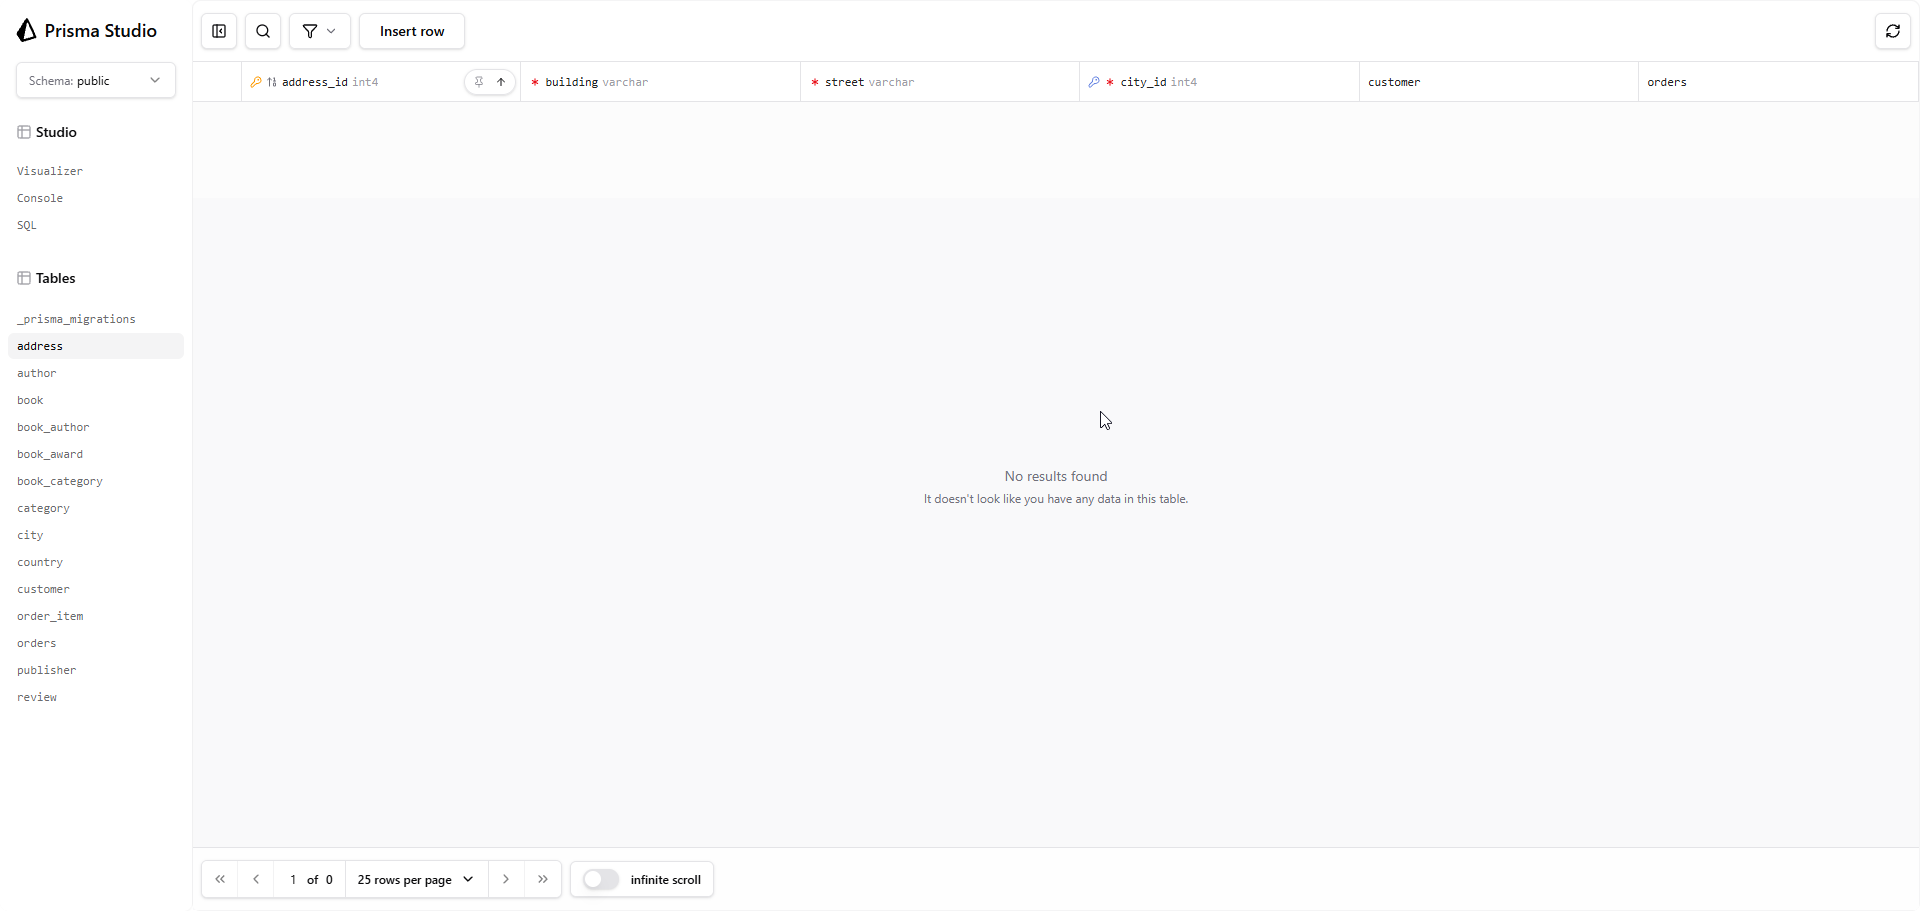 Prisma Studio
Insert row
Schema: public
address_id int4
* building varchar
* street varchar
* city_id int4
customer
orders
Studio
Visualizer
Console
SQL
Tables
_prisma_migrations
address
author
book
book_author
book_award
book_category
category
city
country
customer
order_item
orders
publisher
review
No results found
It doesn't look like you have any data in this table.
1 of 0
25 rows per page
infinite scroll